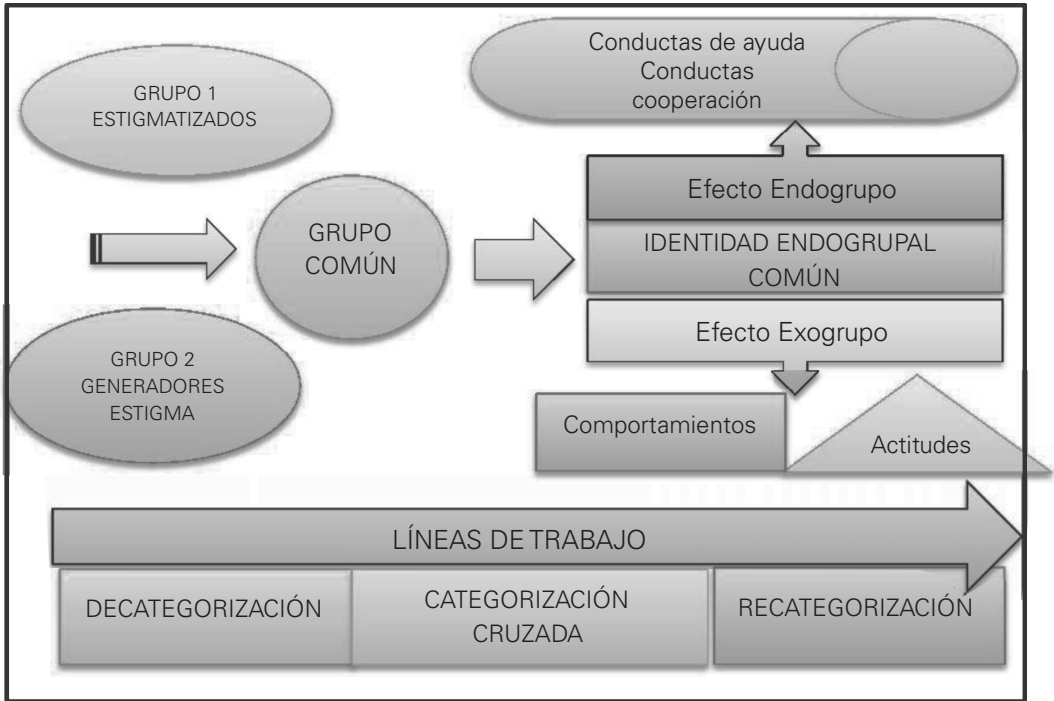 GRUPO 1
ESTIGMATIZADOS
GRUPO 2
GENERADORES
ESTIGMA
GRUPO
COMÚN
Conductas de ayuda
Conductas
cooperación
Efecto Endogrupo
IDENTIDAD ENDOGRUPAL
COMÚN
Efecto Exogrupo
Comportamientos
Actitudes
LÍNEAS DE TRABAJO
DECATEGORIZACIÓN
CATEGORIZACIÓN
CRUZADA
RECATEGORIZACIÓN